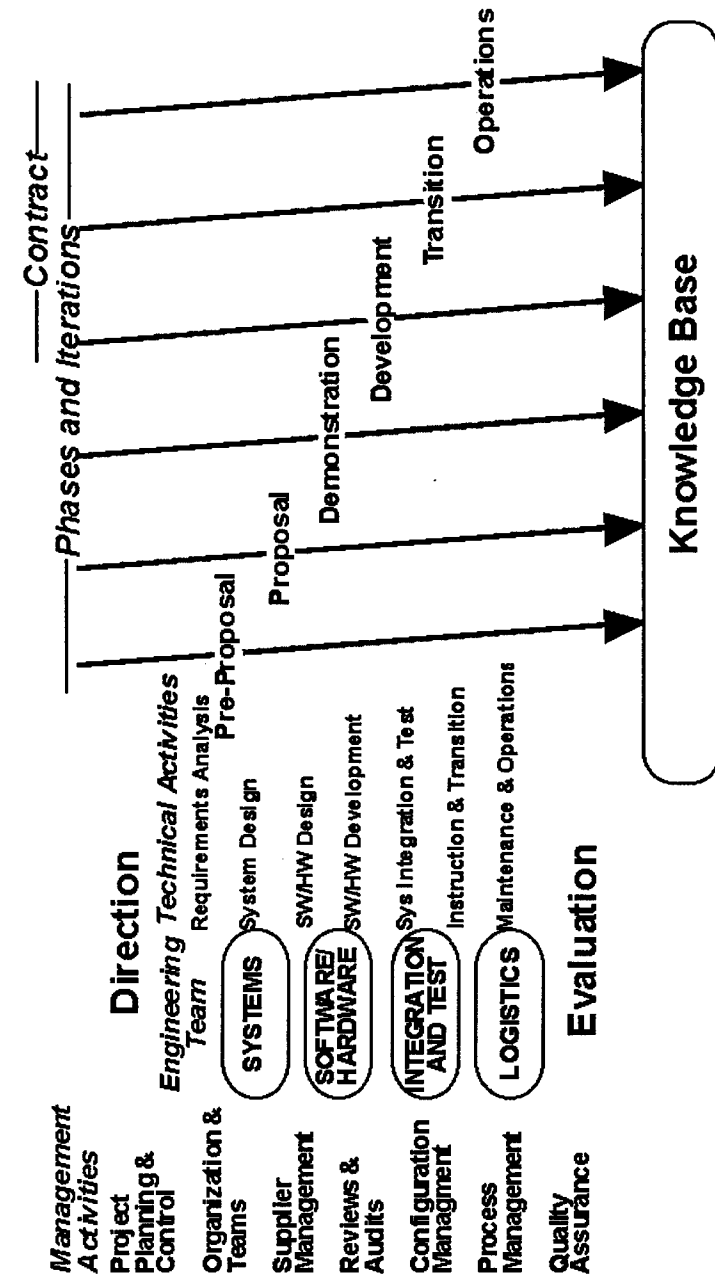 Management
Activities
Project
Planning &
Control
Organization &
Teams
Supplier
Management
Reviews &
Audits
Configuration
Managment
Process
Management
Quality
Assurance
Direction
Engineering Technical Activities
Team
SYSTEMS
SOFTWARE/
HARDWARE
INTEGRATION
AND TEST
LOGISTICS
Requirements Analysis
System Design
SW/HW Design
SW/HW Development
Sys Integration & Test
Instruction & Transition
Maintenance & Operations
Evaluation
Contract
Phases and Iterations
Pre-Proposal
Proposal
Demonstration
Development
Transition
Operations
Knowledge Base